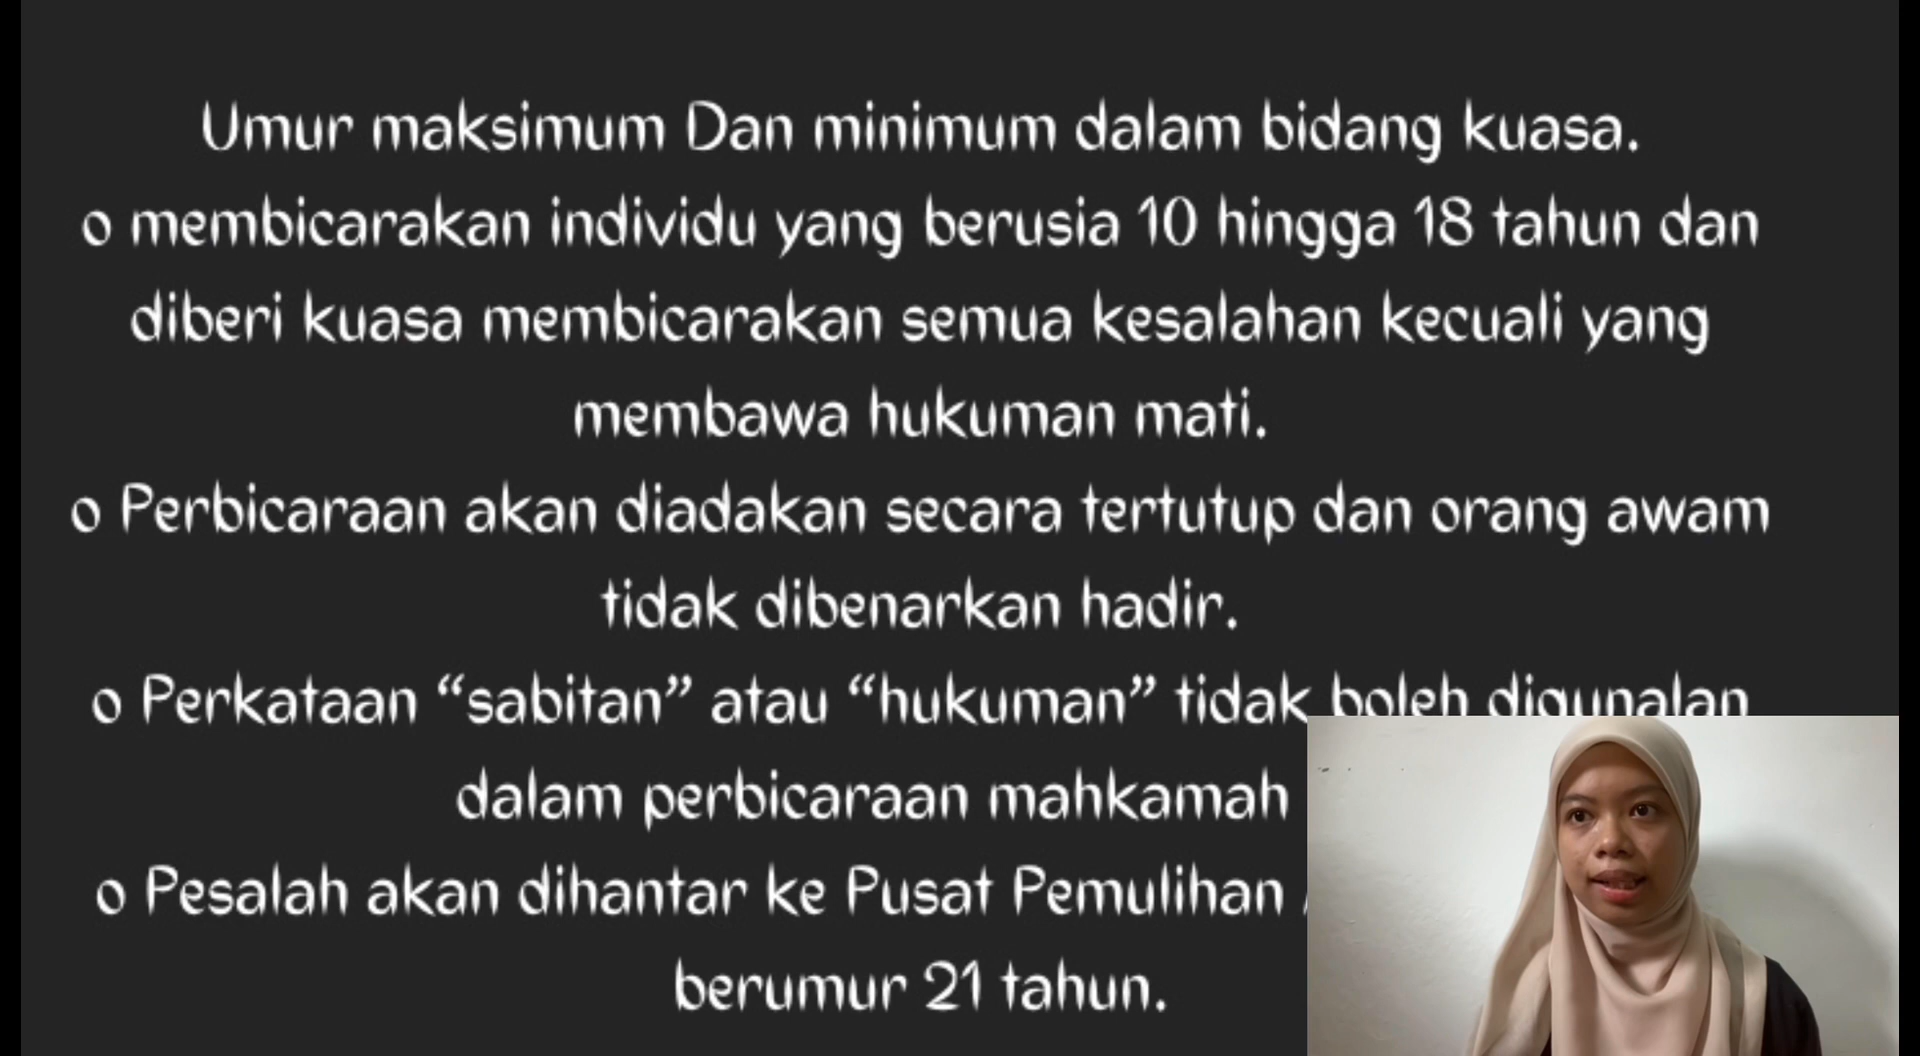 Umur maksimum Dan minimum dalam bidang kuasa.
o membicarakan individu yang berusia 10 hingga 18 tahun dan
diberi kuasa membicarakan semua kesalahan kecuali yang
membawa hukuman mati.
o Perbicaraan akan diadakan secara tertutup dan orang awam
tidak dibenarkan hadir.
o Perkataan “sabitan” atau “hukuman” tidak boleh digunalan
dalam perbicaraan mahkamah
o Pesalah akan dihantar ke Pusat Pemulihan
berumur 21 tahun.